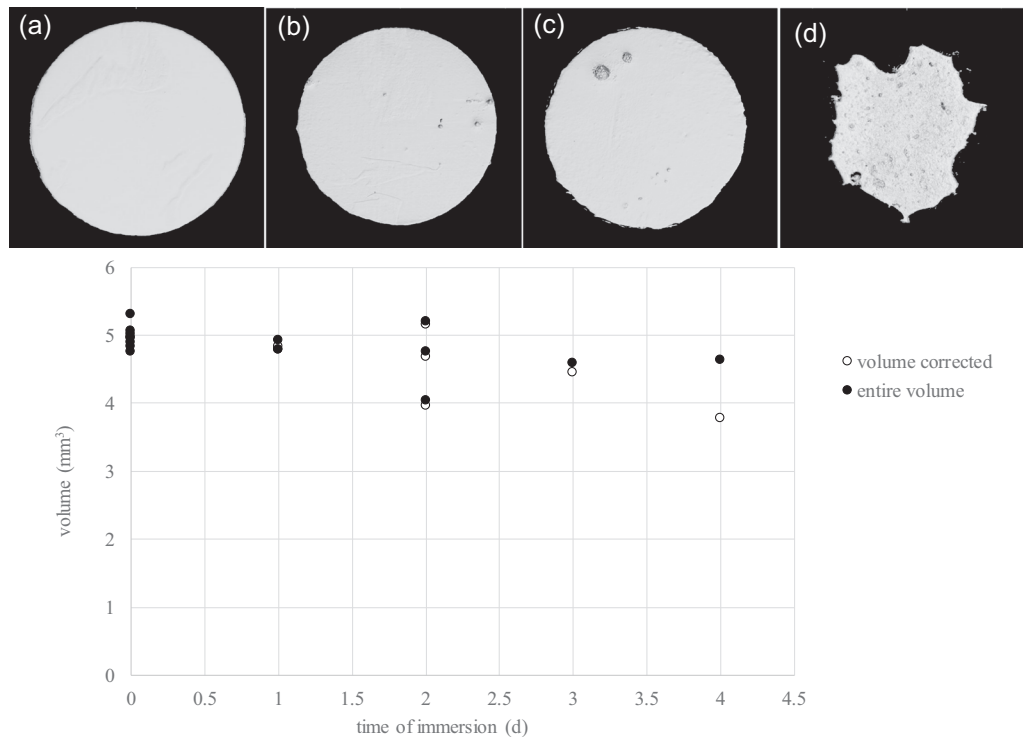 (a)
(b)
(c)
(d)
6
5
4
3
2
1
0
volume (mm³)
0 0.5 1 1.5 2 2.5 3 3.5 4 4.5
time of immersion (d)
volume corrected
entire volume